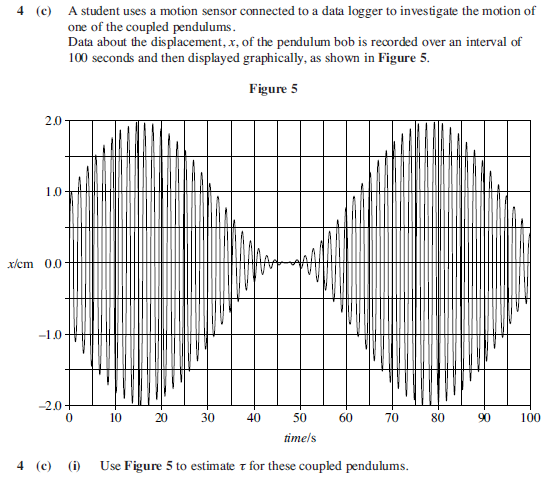 4 (c) A student uses a motion sensor connected to a data logger to investigate the motion of
one of the coupled pendulums.
Data about the displacement, x, of the pendulum bob is recorded over an interval of
100 seconds and then displayed graphically, as shown in Figure 5.
Figure 5
2.0
1.0
x/cm 0.0
−1.0
−2.0
0 10 20 30 40 50 60 70 80 90 100
time/s
4 (c) (i) Use Figure 5 to estimate τ for these coupled pendulums.